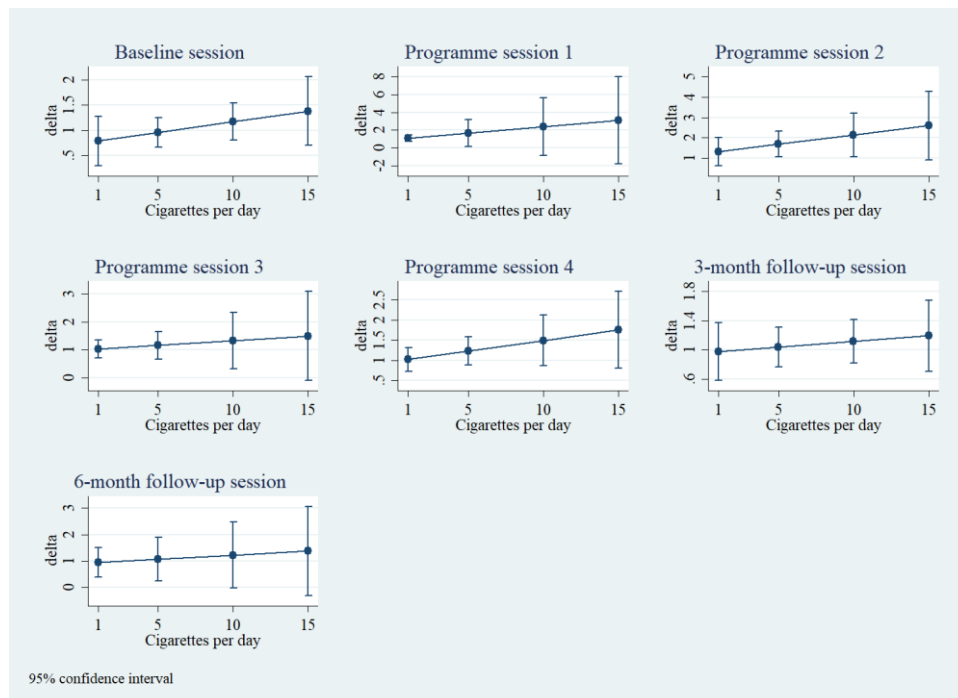 Baseline session
Programme session 1
Programme session 2
delta
.5 1 1.5 2
1 5 10 15
Cigarettes per day
delta
-2 0 2 4 6 8
1 5 10 15
Cigarettes per day
delta
1 2 3 4 5
1 5 10 15
Cigarettes per day
Programme session 3
Programme session 4
3-month follow-up session
delta
0 1 2 3
1 5 10 15
Cigarettes per day
delta
.5 1 1.5 2 2.5
1 5 10 15
Cigarettes per day
delta
.6 1 1.4 1.8
1 5 10 15
Cigarettes per day
6-month follow-up session
delta
0 1 2 3
1 5 10 15
Cigarettes per day
95% confidence interval